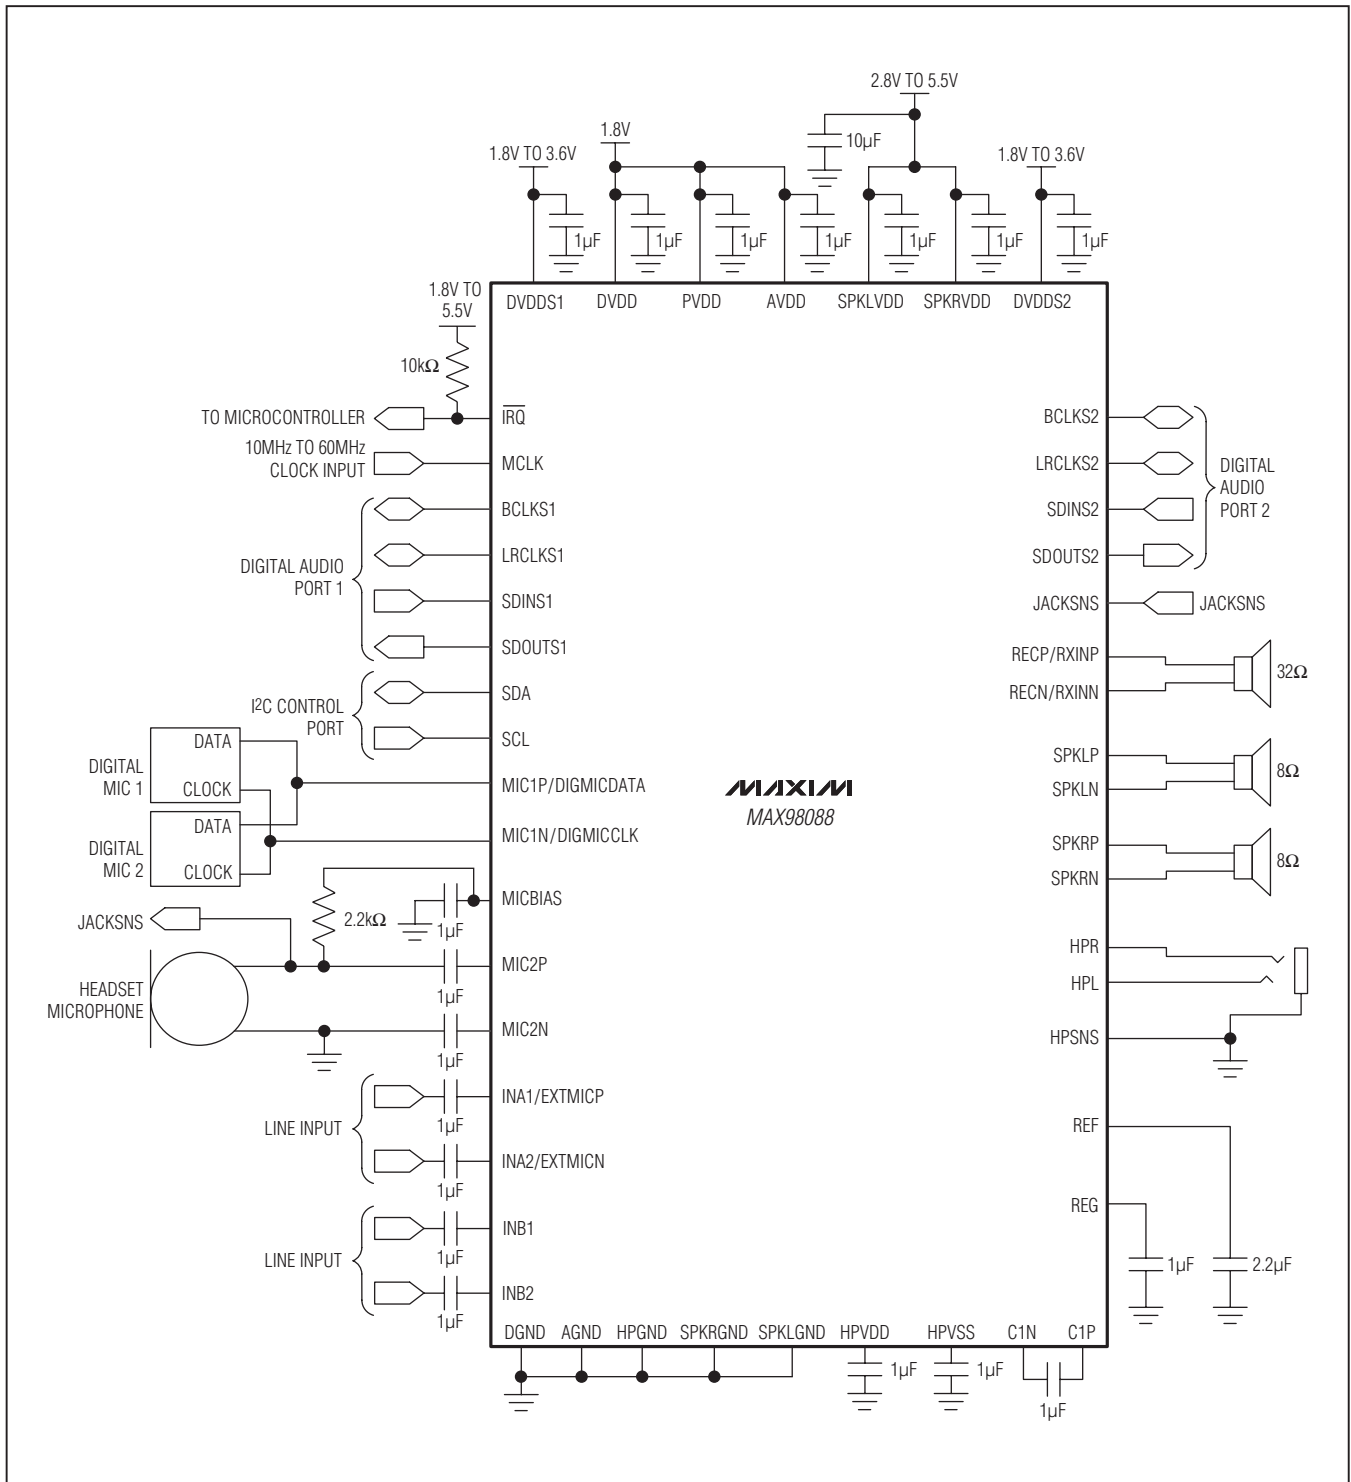 2.8V TO 5.5V
10µF
1.8V
1.8V TO 3.6V
1.8V TO 3.6V
1µF
1µF
1µF
1µF
1µF
1µF
1µF
DVDDS1
DVDD
PVDD
AVDD
SPKLVDD
SPKRVDD
DVDDS2
1.8V TO
5.5V
10kΩ
TO MICROCONTROLLER
IRQ
10MHz TO 60MHz
CLOCK INPUT
MCLK
DIGITAL AUDIO
PORT 1
BCLKS1
LRCLKS1
SDINS1
SDOUTS1
I²C CONTROL
PORT
SDA
SCL
DIGITAL
MIC 1
DATA
CLOCK
MIC1P/DIGMICDATA
DIGITAL
MIC 2
DATA
CLOCK
MIC1N/DIGMICCLK
MICBIAS
1µF
2.2kΩ
JACKSNS
HEADSET
MICROPHONE
MIC2P
1µF
MIC2N
1µF
LINE INPUT
INA1/EXTMICP
1µF
INA2/EXTMICN
1µF
LINE INPUT
INB1
1µF
INB2
1µF
MAXIM
MAX98088
BCLKS2
LRCLKS2
SDINS2
SDOUTS2
DIGITAL
AUDIO
PORT 2
JACKSNS
JACKSNS
RECP/RXINP
RECN/RXINN
32Ω
SPKLP
SPKLN
8Ω
SPKRP
SPKRN
8Ω
HPR
HPL
HPSNS
REF
REG
1µF
2.2µF
DGND
AGND
HPGND
SPKRGND
SPKLGND
HPVDD
HPVSS
C1N
C1P
1µF
1µF
1µF